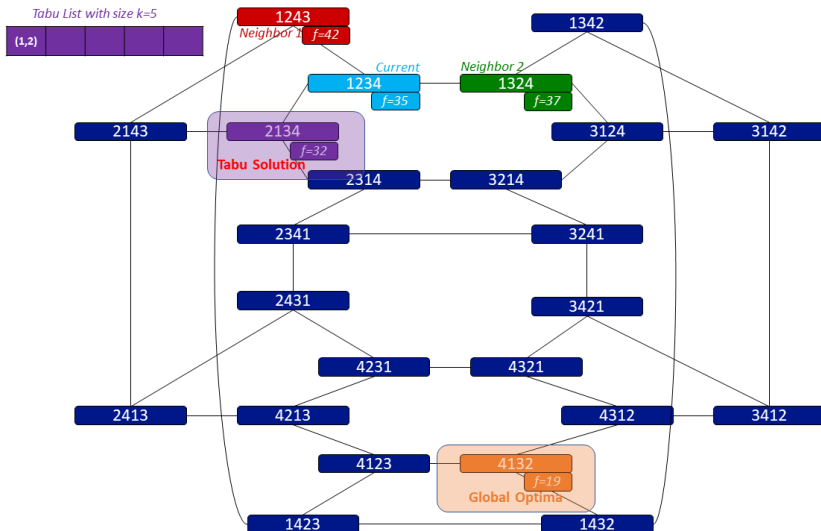 Tabu List with size k=5
(1,2)
1243
Neighbor 1
f=42
1342
Current
1234
f=35
Neighbor 2
1324
f=37
2143
2134
f=32
Tabu Solution
3124
3142
2314
3214
2341
3241
2431
3421
4231
4321
2413
4213
4312
3412
4123
4132
f=19
Global Optima
1423
1432